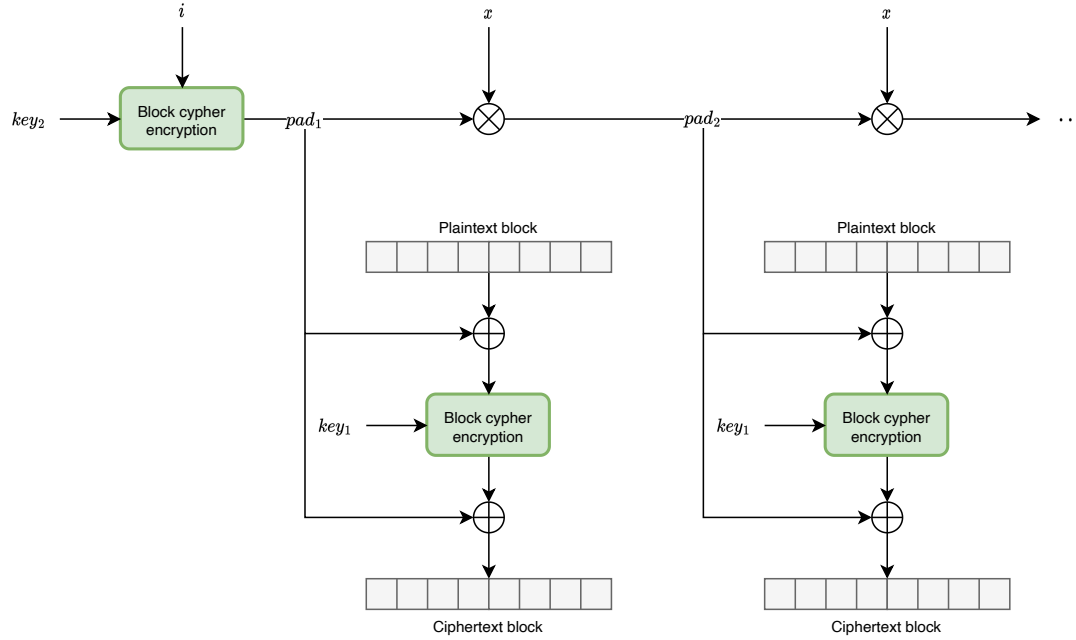 i
x
x
key₂
Block cypher
encryption
pad₁
pad₂
..
Plaintext block
Plaintext block
key₁
Block cypher
encryption
key₁
Block cypher
encryption
Ciphertext block
Ciphertext block